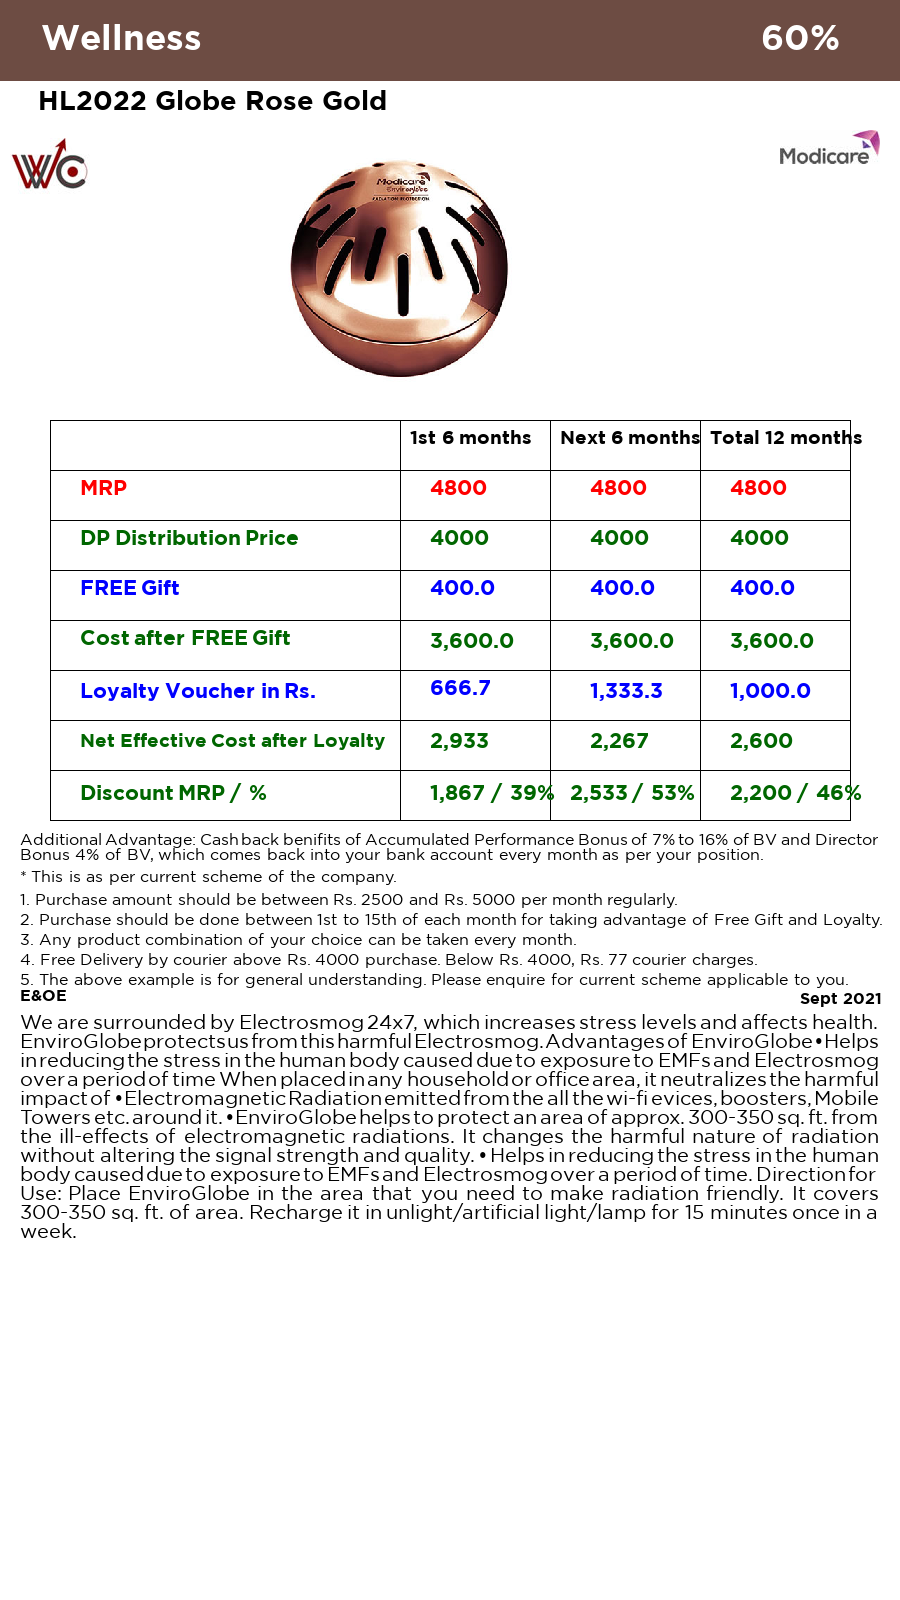 Wellness 60%
HL2022 Globe Rose Gold
WC
Modicare
Modicare
Enviroglobe
RADIATION PROTECTION
1st 6 months Next 6 months Total 12 months
MRP 4800 4800 4800
DP Distribution Price 4000 4000 4000
FREE Gift 400.0 400.0 400.0
Cost after FREE Gift 3,600.0 3,600.0 3,600.0
Loyalty Voucher in Rs. 666.7 1,333.3 1,000.0
Net Effective Cost after Loyalty 2,933 2,267 2,600
Discount MRP / % 1,867 / 39% 2,533 / 53% 2,200 / 46%
Additional Advantage: Cash back benifits of Accumulated Performance Bonus of 7% to 16% of BV and Director
Bonus 4% of BV, which comes back into your bank account every month as per your position.
* This is as per current scheme of the company.
1. Purchase amount should be between Rs. 2500 and Rs. 5000 per month regularly.
2. Purchase should be done between 1st to 15th of each month for taking advantage of Free Gift and Loyalty.
3. Any product combination of your choice can be taken every month.
4. Free Delivery by courier above Rs. 4000 purchase. Below Rs. 4000, Rs. 77 courier charges.
5. The above example is for general understanding. Please enquire for current scheme applicable to you.
E&OE Sept 2021
We are surrounded by Electrosmog 24x7, which increases stress levels and affects health.
EnviroGlobe protects us from this harmful Electrosmog. Advantages of EnviroGlobe • Helps
in reducing the stress in the human body caused due to exposure to EMFs and Electrosmog
over a period of time When placed in any household or office area, it neutralizes the harmful
impact of • Electromagnetic Radiation emitted from the all the wi-fi evices, boosters, Mobile
Towers etc. around it. • EnviroGlobe helps to protect an area of approx. 300-350 sq. ft. from
the ill-effects of electromagnetic radiations. It changes the harmful nature of radiation
without altering the signal strength and quality. • Helps in reducing the stress in the human
body caused due to exposure to EMFs and Electrosmog over a period of time. Direction for
Use: Place EnviroGlobe in the area that you need to make radiation friendly. It covers
300-350 sq. ft. of area. Recharge it in unlight/artificial light/lamp for 15 minutes once in a
week.